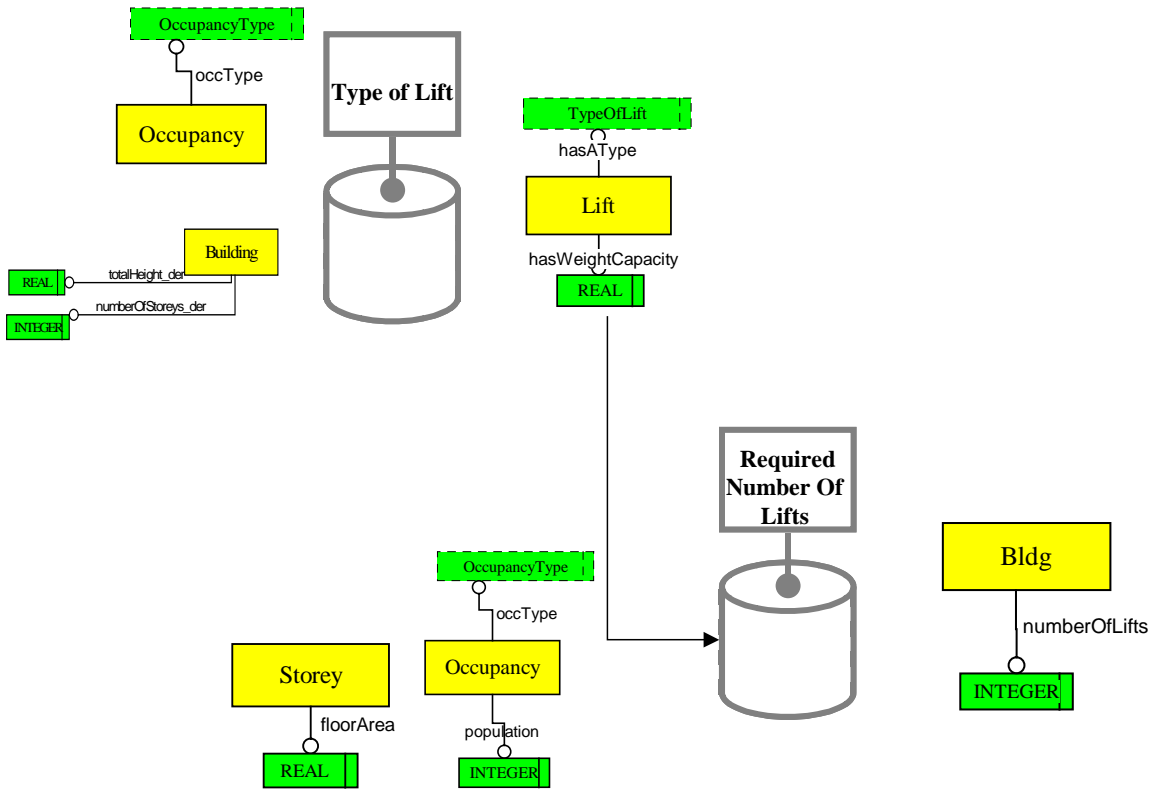 OccupancyType
occType
Occupancy
Type of Lift
TypeOfLift
hasAType
Lift
hasWeightCapacity
REAL
Building
totalHeight_der
REAL
numberOfStoreys_der
INTEGER
Required
Number Of
Lifts
Bldg
numberOfLifts
INTEGER
OccupancyType
occType
Occupancy
population
INTEGER
Storey
floorArea
REAL